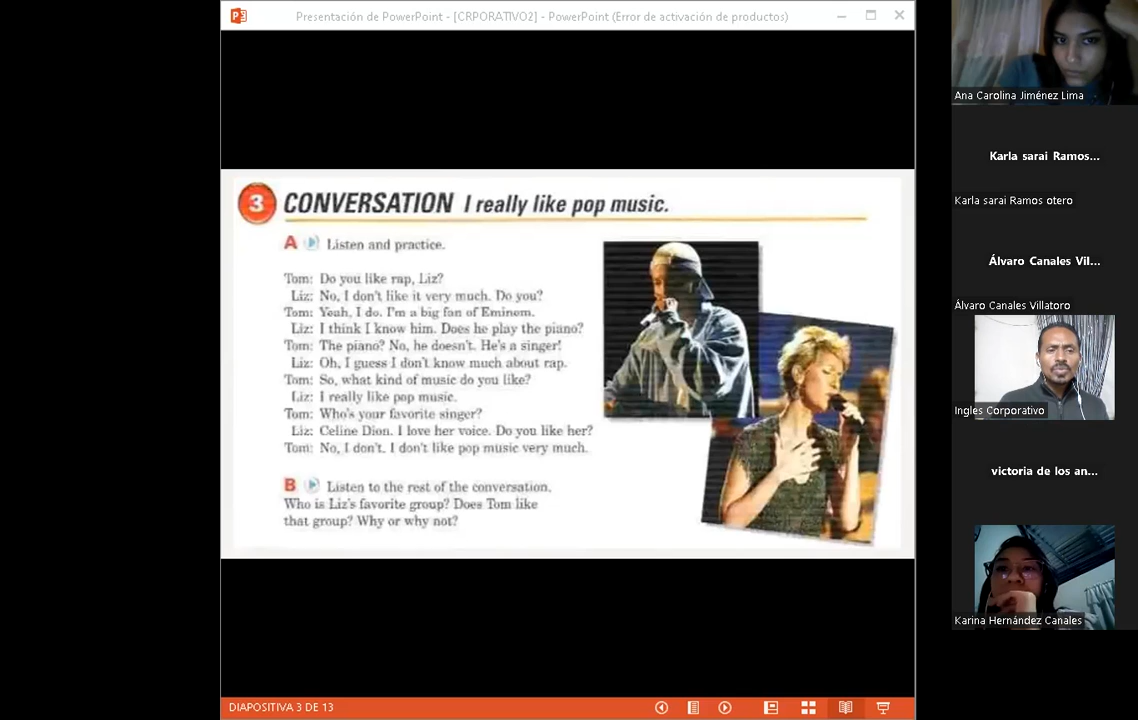 Presentación de PowerPoint - [CRPORATIVO2] - PowerPoint (Error de activación de productos)
3 CONVERSATION I really like pop music.
A Listen and practice.
Tom: Do you like rap, Liz?
Liz: No, I don't like it very much. Do you?
Tom: Yeah, I do. I'm a big fan of Eminem.
Liz: I think I know him. Does he play the piano?
Tom: The piano? No, he doesn't. He's a singer!
Liz: Oh, I guess I don't know much about rap.
Tom: So, what kind of music do you like?
Liz: I really like pop music.
Tom: Who's your favorite singer?
Liz: Celine Dion. I love her voice. Do you like her?
Tom: No, I don't. I don't like pop music very much.
B Listen to the rest of the conversation.
Who is Liz's favorite group? Does Tom like
that group? Why or why not?
DIAPOSITIVA 3 DE 13
Ana Carolina Jiménez Lima
Karla sarai Ramos...
Karla sarai Ramos otero
Álvaro Canales Vil...
Álvaro Canales Villatoro
Ingles Corporativo
victoria de los an...
Karina Hernández Canales